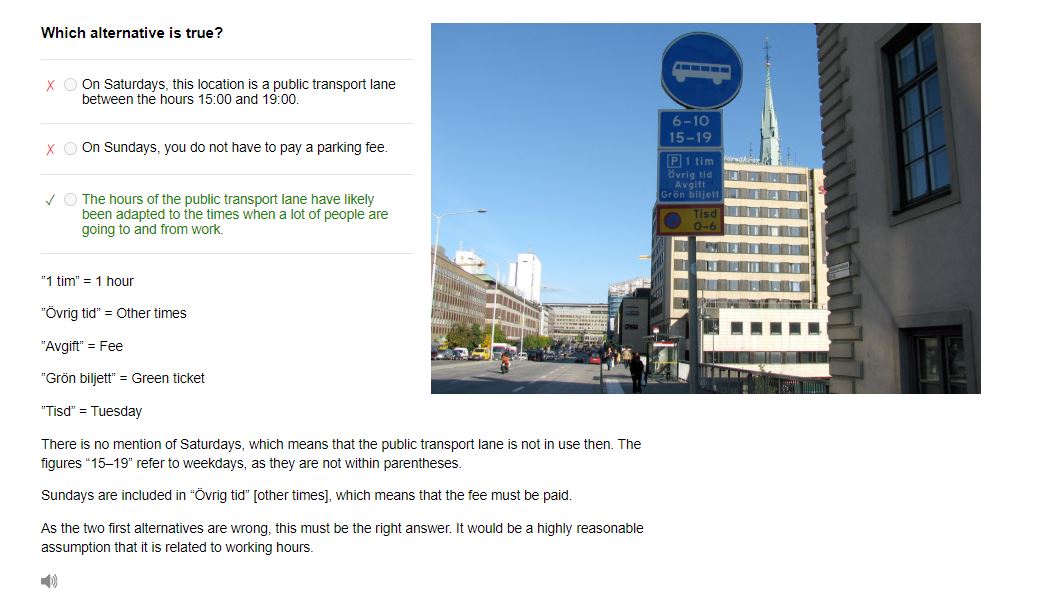 Which alternative is true?
On Saturdays, this location is a public transport lane
between the hours 15:00 and 19:00.
On Sundays, you do not have to pay a parking fee.
The hours of the public transport lane have likely
been adapted to the times when a lot of people are
going to and from work.
6-10
15-19
P 1 tim
Övrig tid
Avgift
Grön biljett
Tisd
0-6
"1 tim" = 1 hour
"Övrig tid" = Other times
"Avgift" = Fee
"Grön biljett" = Green ticket
"Tisd" = Tuesday
There is no mention of Saturdays, which means that the public transport lane is not in use then. The
figures “15–19” refer to weekdays, as they are not within parentheses.
Sundays are included in “Övrig tid” [other times], which means that the fee must be paid.
As the two first alternatives are wrong, this must be the right answer. It would be a highly reasonable
assumption that it is related to working hours.